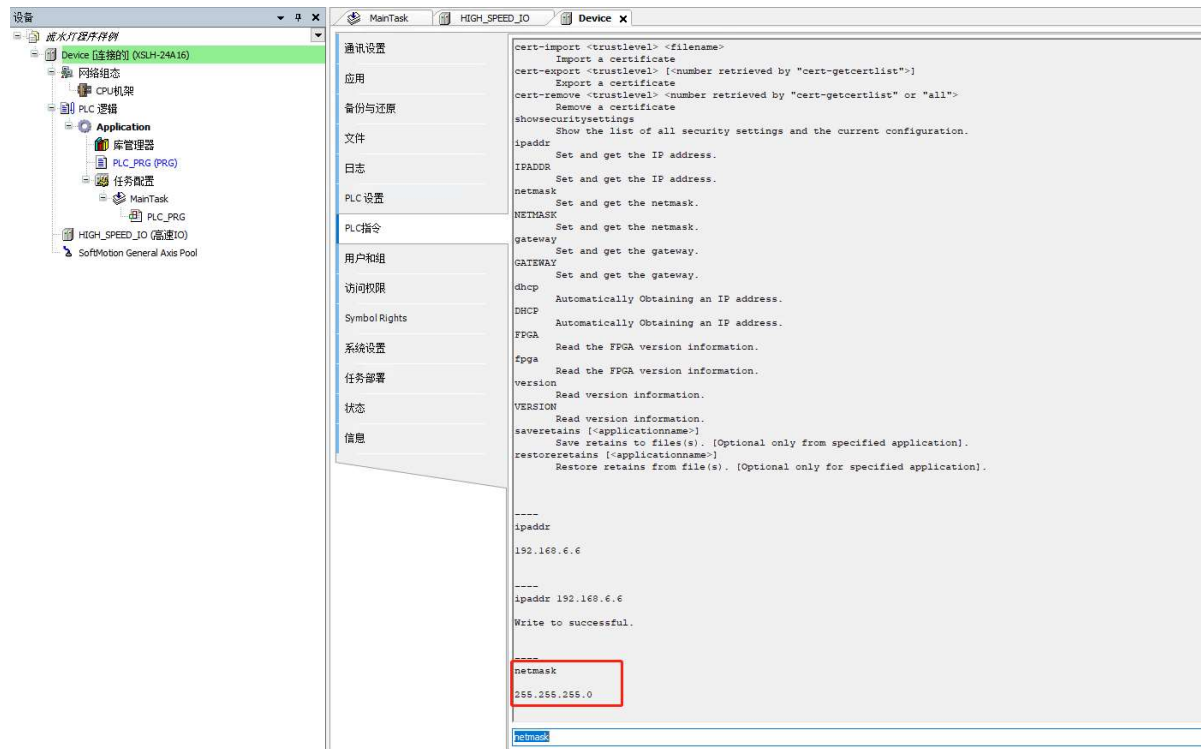 设备
流水灯程序样例
Device [连接的] (XSLH-24A16)
网络组态
CPU机架
PLC 逻辑
Application
库管理器
PLC_PRG (PRG)
任务配置
MainTask
PLC_PRG
HIGH_SPEED_IO (高速IO)
SoftMotion General Axis Pool
MainTask
HIGH_SPEED_IO
Device
通讯设置
应用
备份与还原
文件
日志
PLC 设置
PLC指令
用户和组
访问权限
Symbol Rights
系统设置
任务部署
状态
信息
cert-import <trustlevel> <filename>
Import a certificate
cert-export <trustlevel> [<number retrieved by "cert-getcertlist">]
Export a certificate
cert-remove <trustlevel> <number retrieved by "cert-getcertlist" or "all">
Remove a certificate
showsecuritysettings
Show the list of all security settings and the current configuration.
ipaddr
Set and get the IP address.
IPADDR
Set and get the IP address.
netmask
Set and get the netmask.
NETMASK
Set and get the netmask.
gateway
Set and get the gateway.
GATEWAY
Set and get the gateway.
dhcp
Automatically Obtaining an IP address.
DHCP
Automatically Obtaining an IP address.
FPGA
Read the FPGA version information.
fpga
Read the FPGA version information.
version
Read version information.
VERSION
Read version information.
saveretains [<applicationname>]
Save retains to files(s). [Optional only from specified application].
restoreretains [<applicationname>]
Restore retains from file(s). [Optional only for specified application].
----
ipaddr
192.168.6.6
----
ipaddr 192.168.6.6
Write to successful.
----
netmask
255.255.255.0
netmask